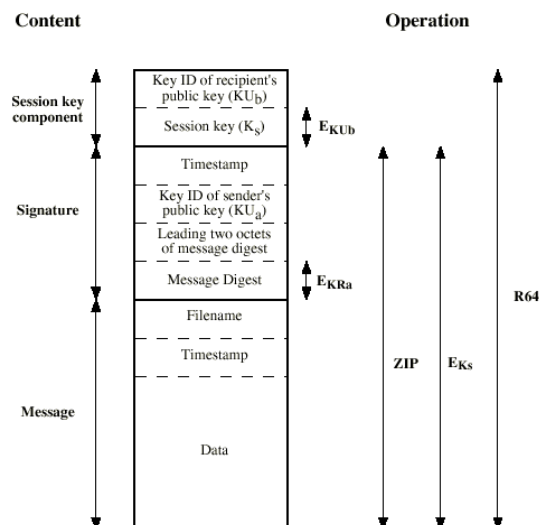 Content
Operation
Session key
component
Key ID of recipient's
public key (KUb)
Session key (Ks)
EKUb
Signature
Timestamp
Key ID of sender's
public key (KUa)
Leading two octets
of message digest
Message Digest
EKRa
Message
Filename
Timestamp
Data
ZIP
EKs
R64